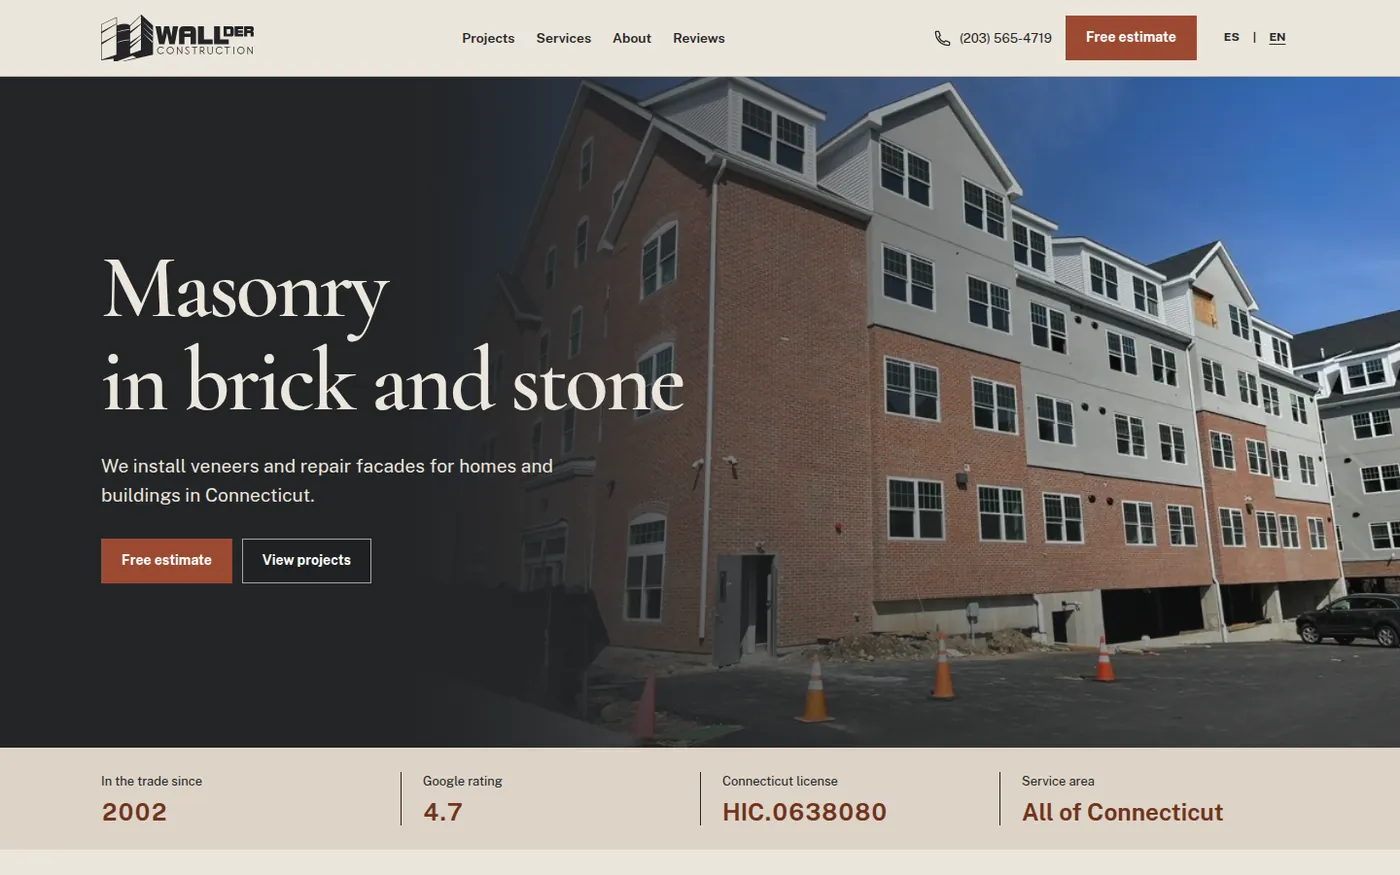 WALLDER
CONSTRUCTION
Projects
Services
About
Reviews
(203) 565-4719
Free estimate
ES | EN
Masonry
in brick and stone
We install veneers and repair facades for homes and
buildings in Connecticut.
Free estimate
View projects
In the trade since
2002
Google rating
4.7
Connecticut license
HIC.0638080
Service area
All of Connecticut